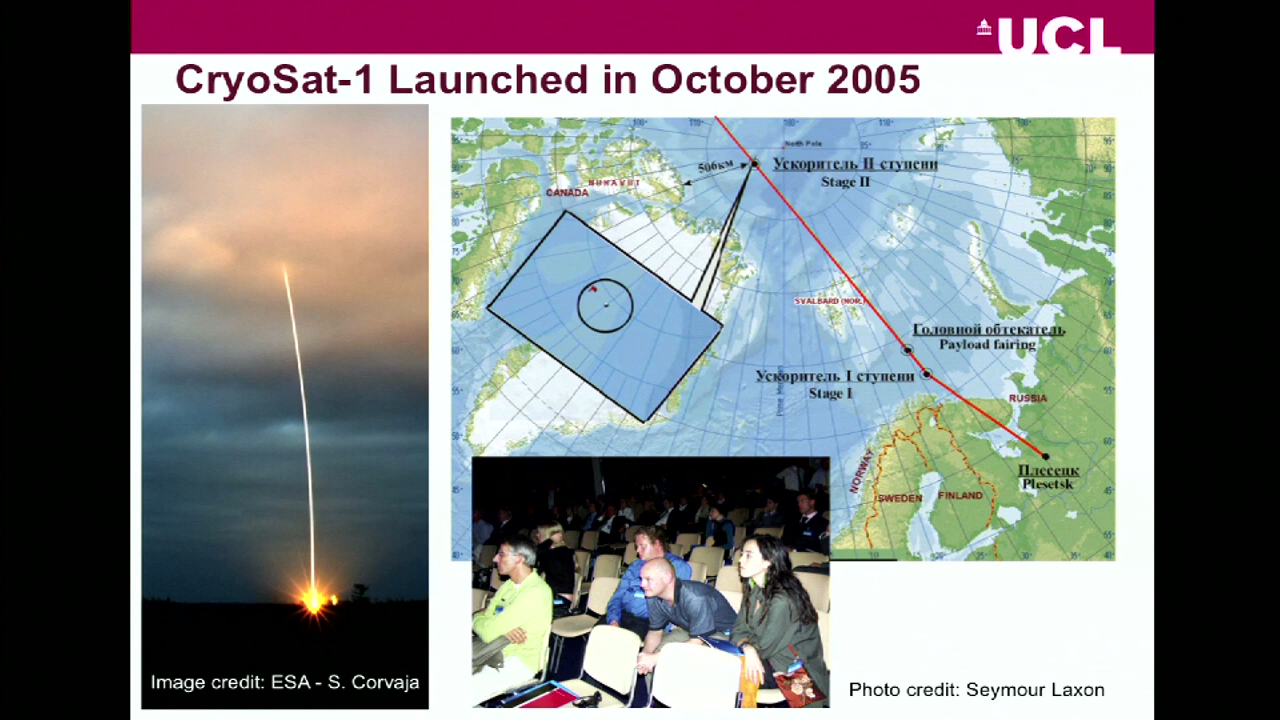 UCL
CryoSat-1 Launched in October 2005
North Pole
506км
Ускоритель II ступени
Stage II
NUNAVUT
CANADA
SVALBARD (NOR.)
Головной обтекатель
Payload fairing
Ускоритель I ступени
Stage I
RUSSIA
NORWAY
SWEDEN
FINLAND
Плесецк
Plesetsk
Image credit: ESA - S. Corvaja
Photo credit: Seymour Laxon